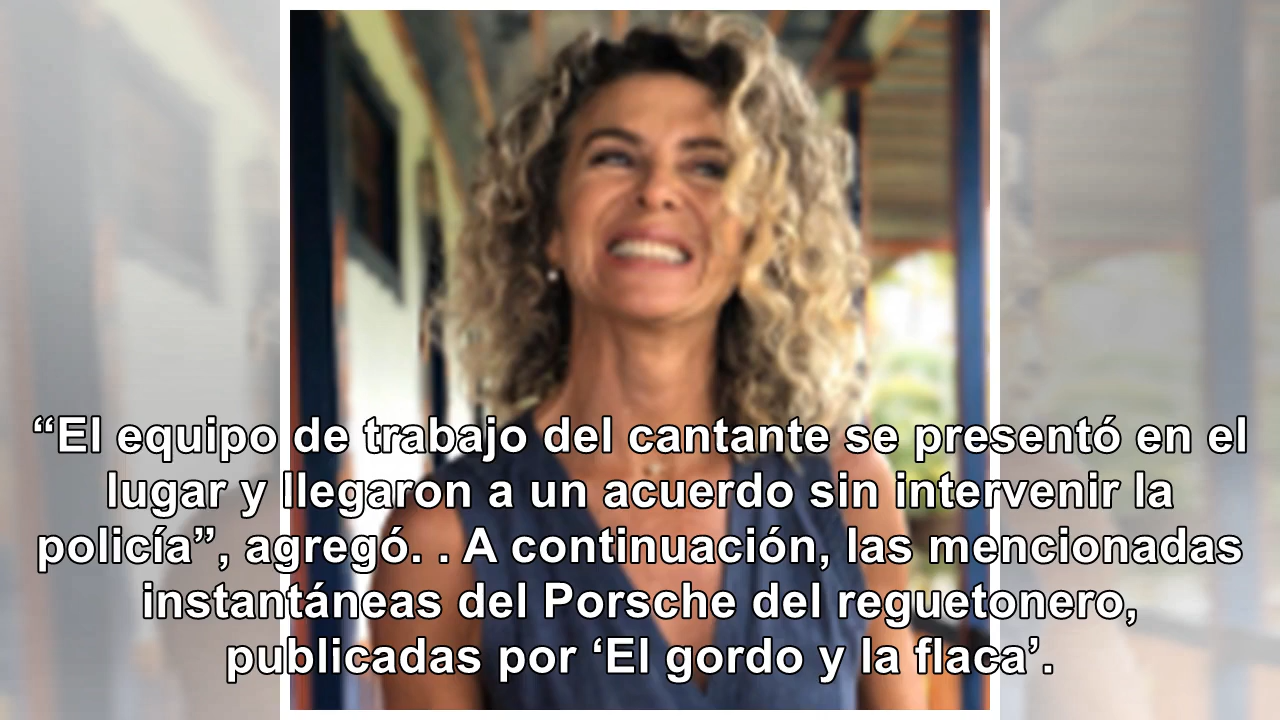 “El equipo de trabajo del cantante se presentó en el
lugar y llegaron a un acuerdo sin intervenir la
policía”, agregó. . A continuación, las mencionadas
instantáneas del Porsche del reguetonero,
publicadas por ‘El gordo y la flaca’.